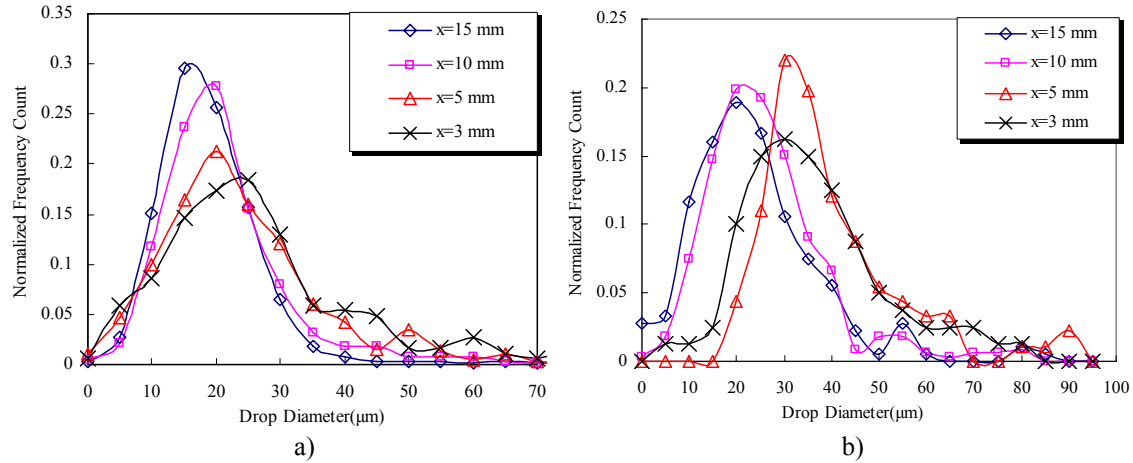 0.35
0.3
0.25
0.2
0.15
0.1
0.05
0
Normalized Frequency Count
0 10 20 30 40 50 60 70
Drop Diameter(µm)
x=15 mm
x=10 mm
x=5 mm
x=3 mm
a)
0.25
0.2
0.15
0.1
0.05
0
Normalized Frequency Count
0 10 20 30 40 50 60 70 80 90 100
Drop Diameter(µm)
x=15 mm
x=10 mm
x=5 mm
x=3 mm
b)